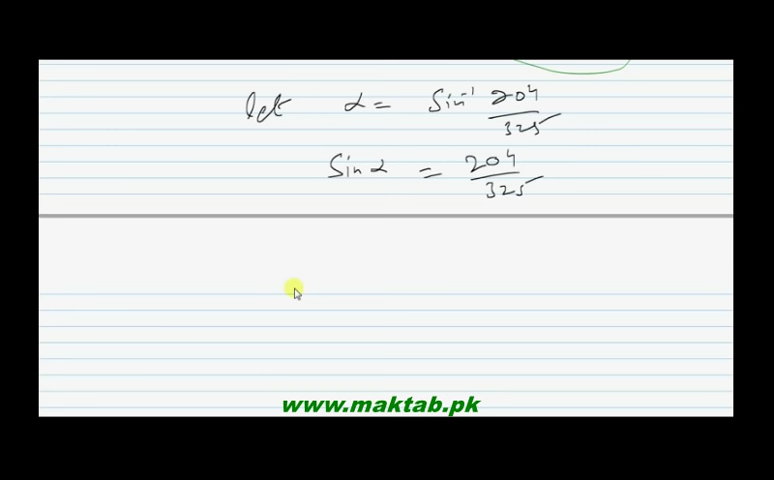 let α = Sin⁻¹ 204/325
Sin α = 204/325
www.maktab.pk